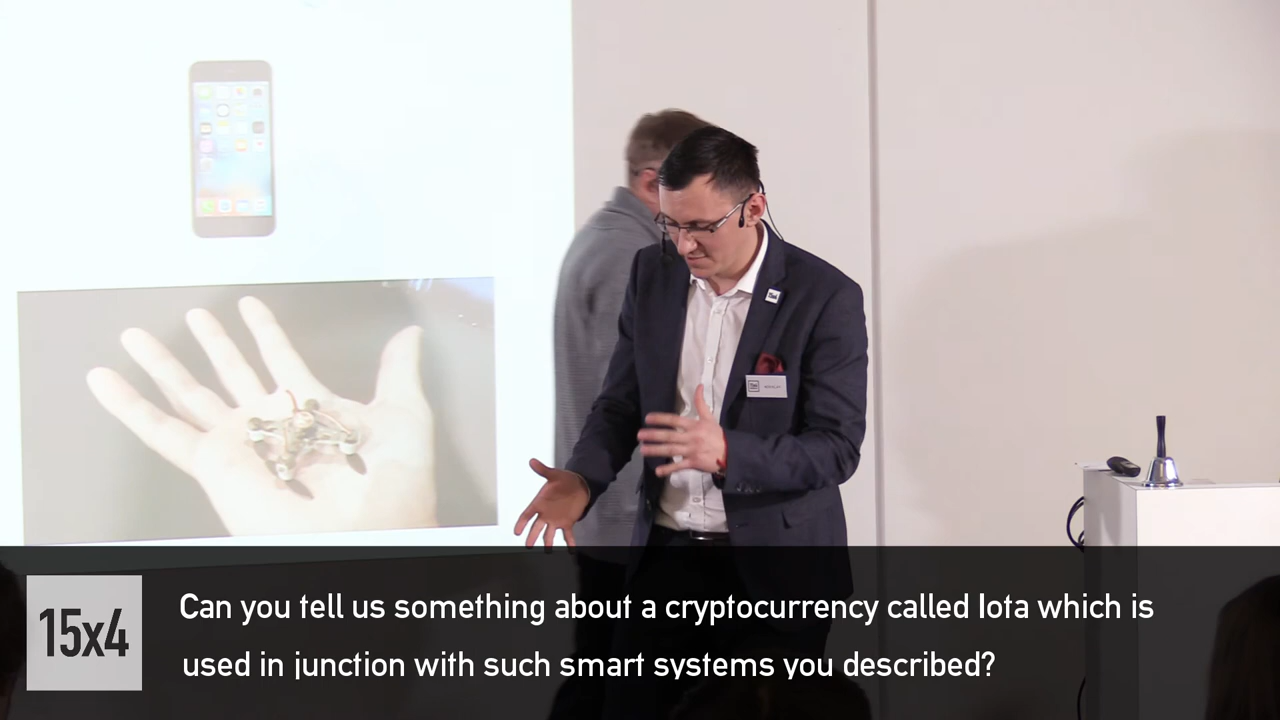 15x4
Can you tell us something about a cryptocurrency called Iota which is
used in junction with such smart systems you described?